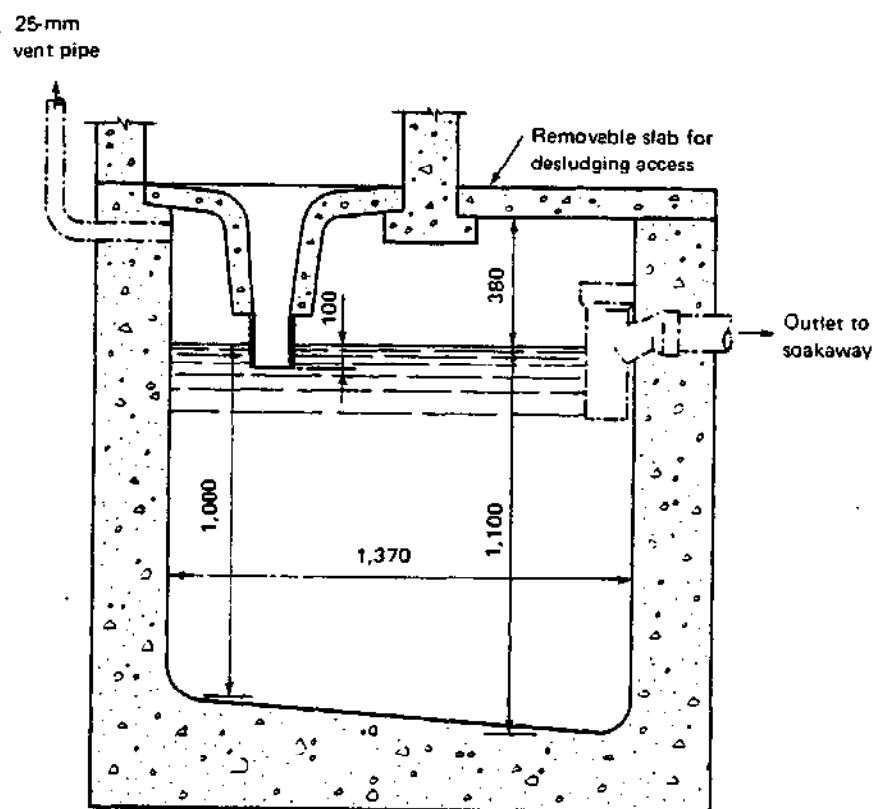 25-mm
vent pipe
Removable slab for
desludging access
380
100
Outlet to
soakaway
1,000
1,100
1,370